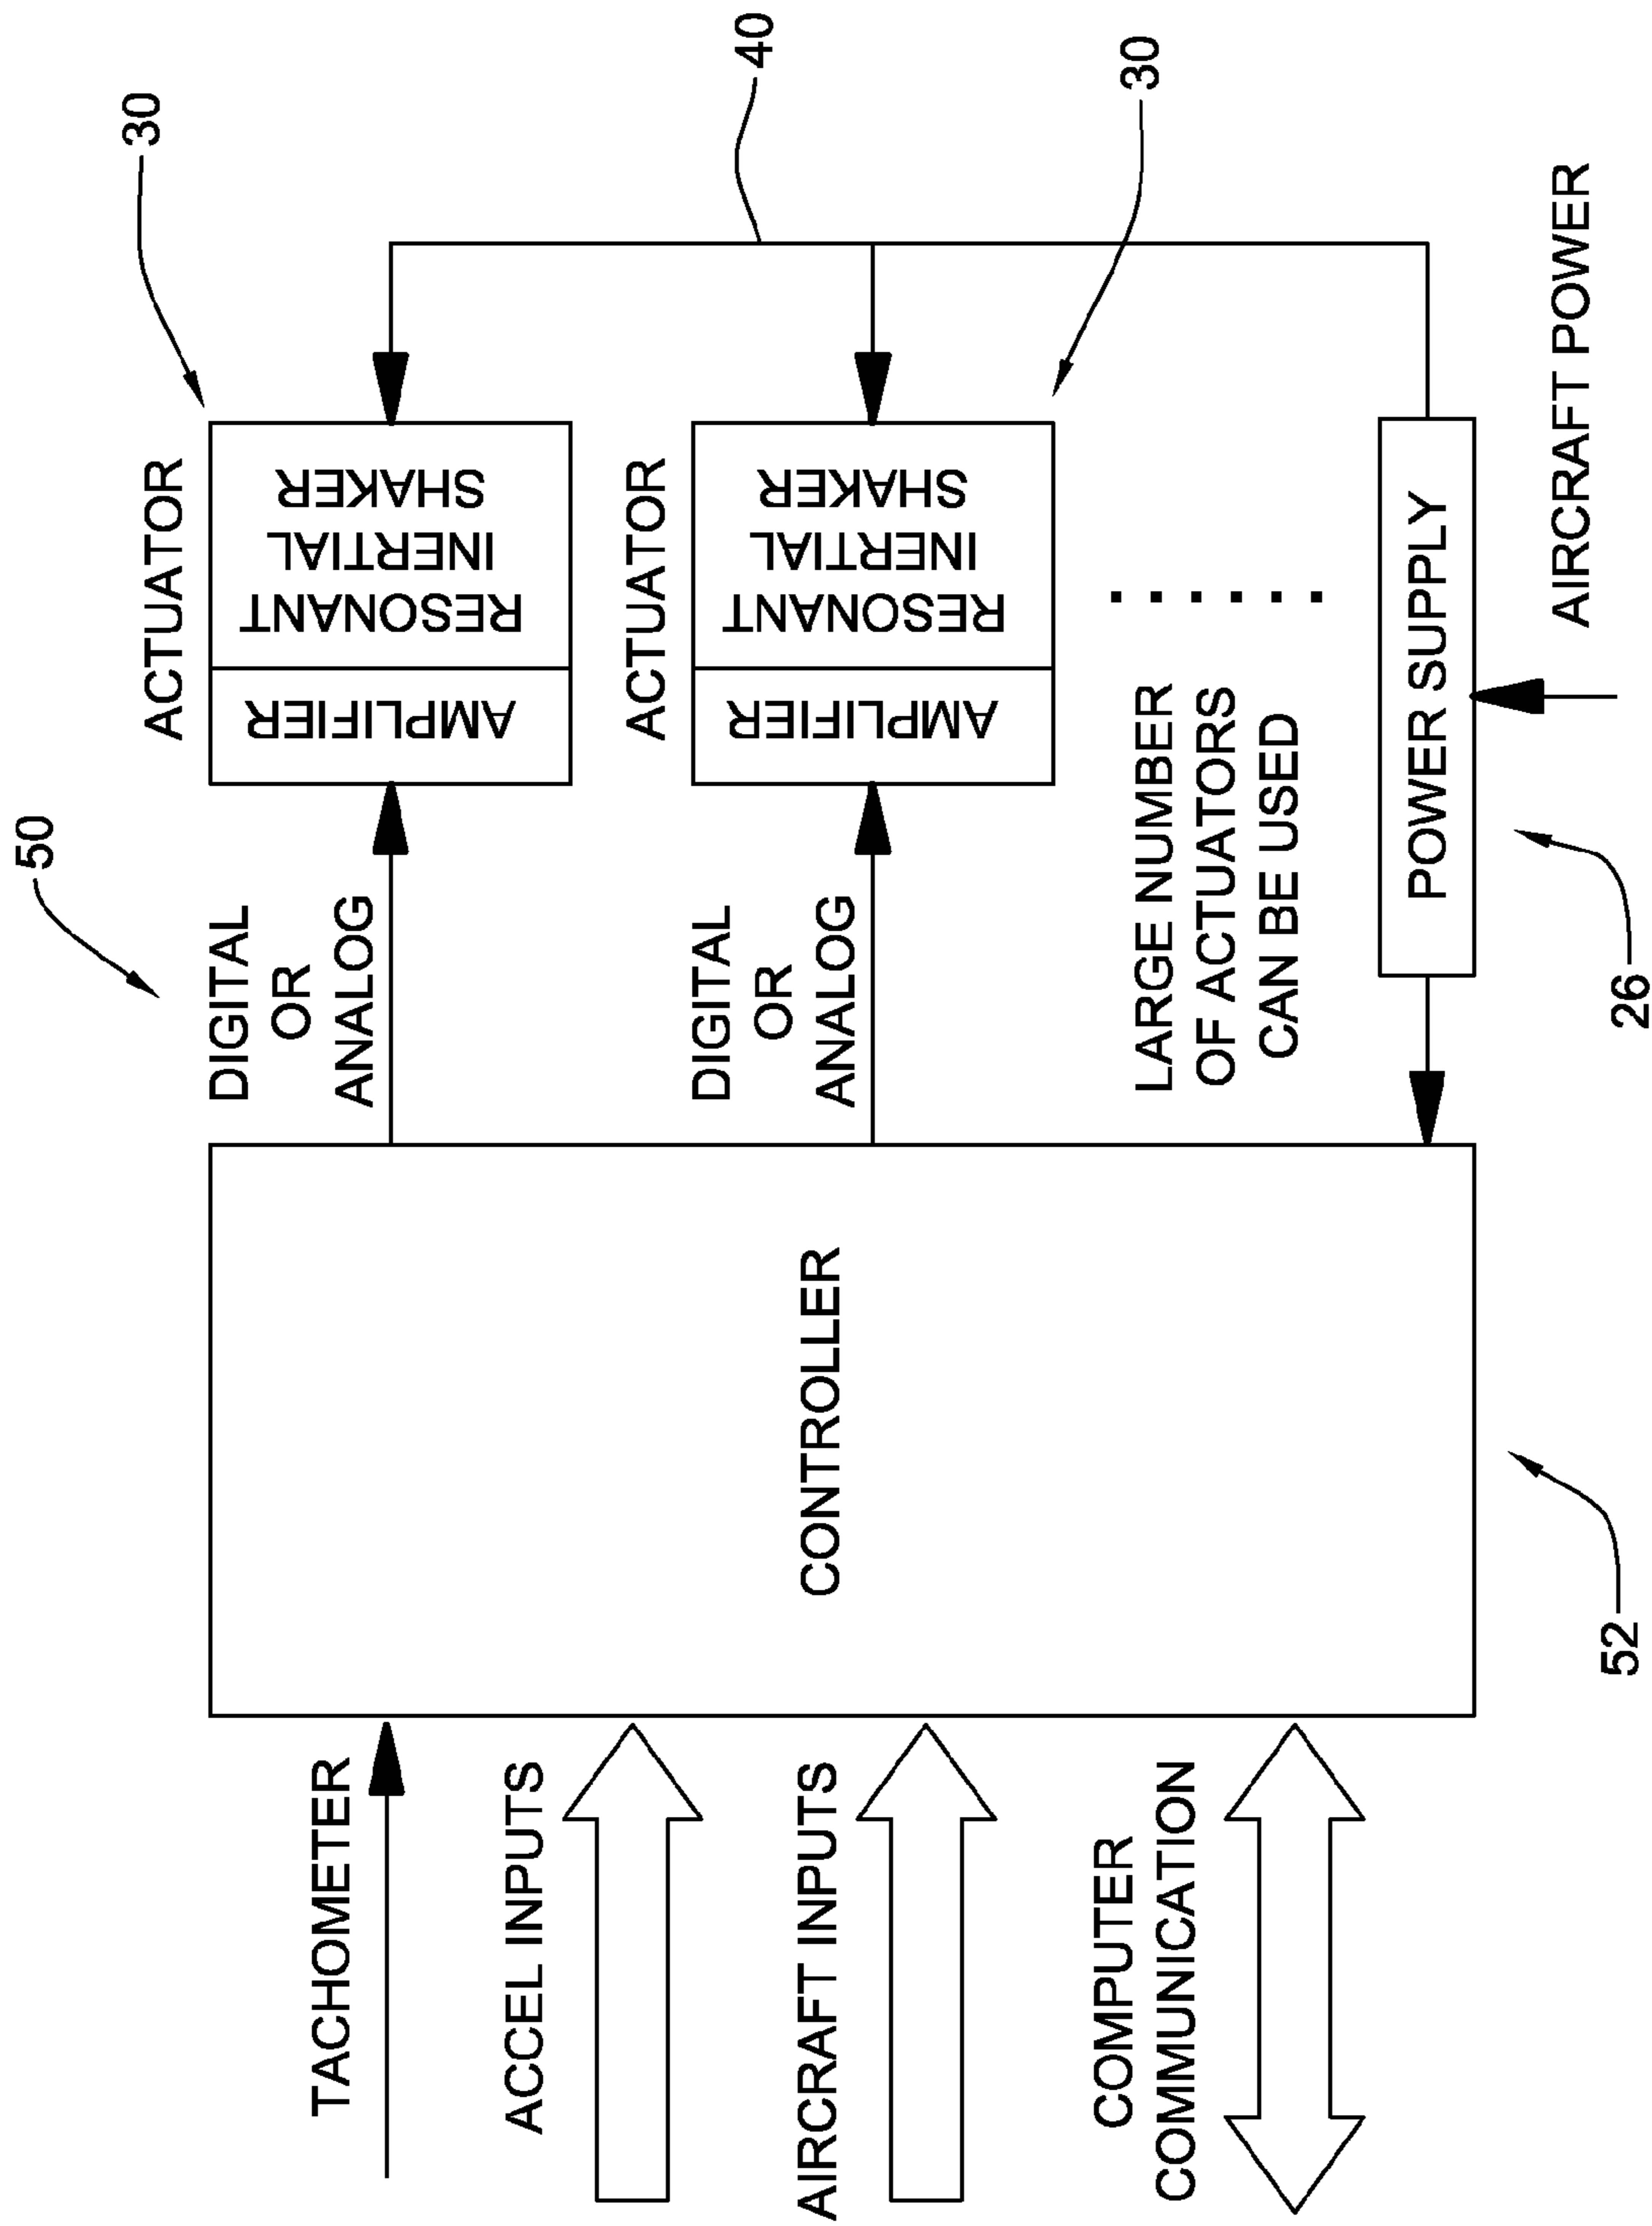 50
30
40
30
TACHOMETER
ACCEL INPUTS
AIRCRAFT INPUTS
COMPUTER
COMMUNICATION
CONTROLLER
52
DIGITAL
OR
ANALOG
DIGITAL
OR
ANALOG
ACTUATOR
AMPLIFIER
RESONANT
INERTIAL
SHAKER
ACTUATOR
AMPLIFIER
RESONANT
INERTIAL
SHAKER
LARGE NUMBER
OF ACTUATORS
CAN BE USED
......
POWER SUPPLY
26
AIRCRAFT POWER